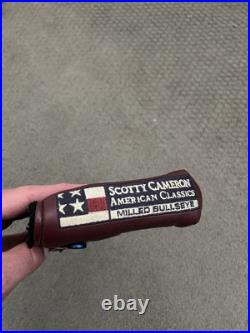 SCOTTY CAMERON
AMERICAN CLASSICS
MILLED BULLSEYE